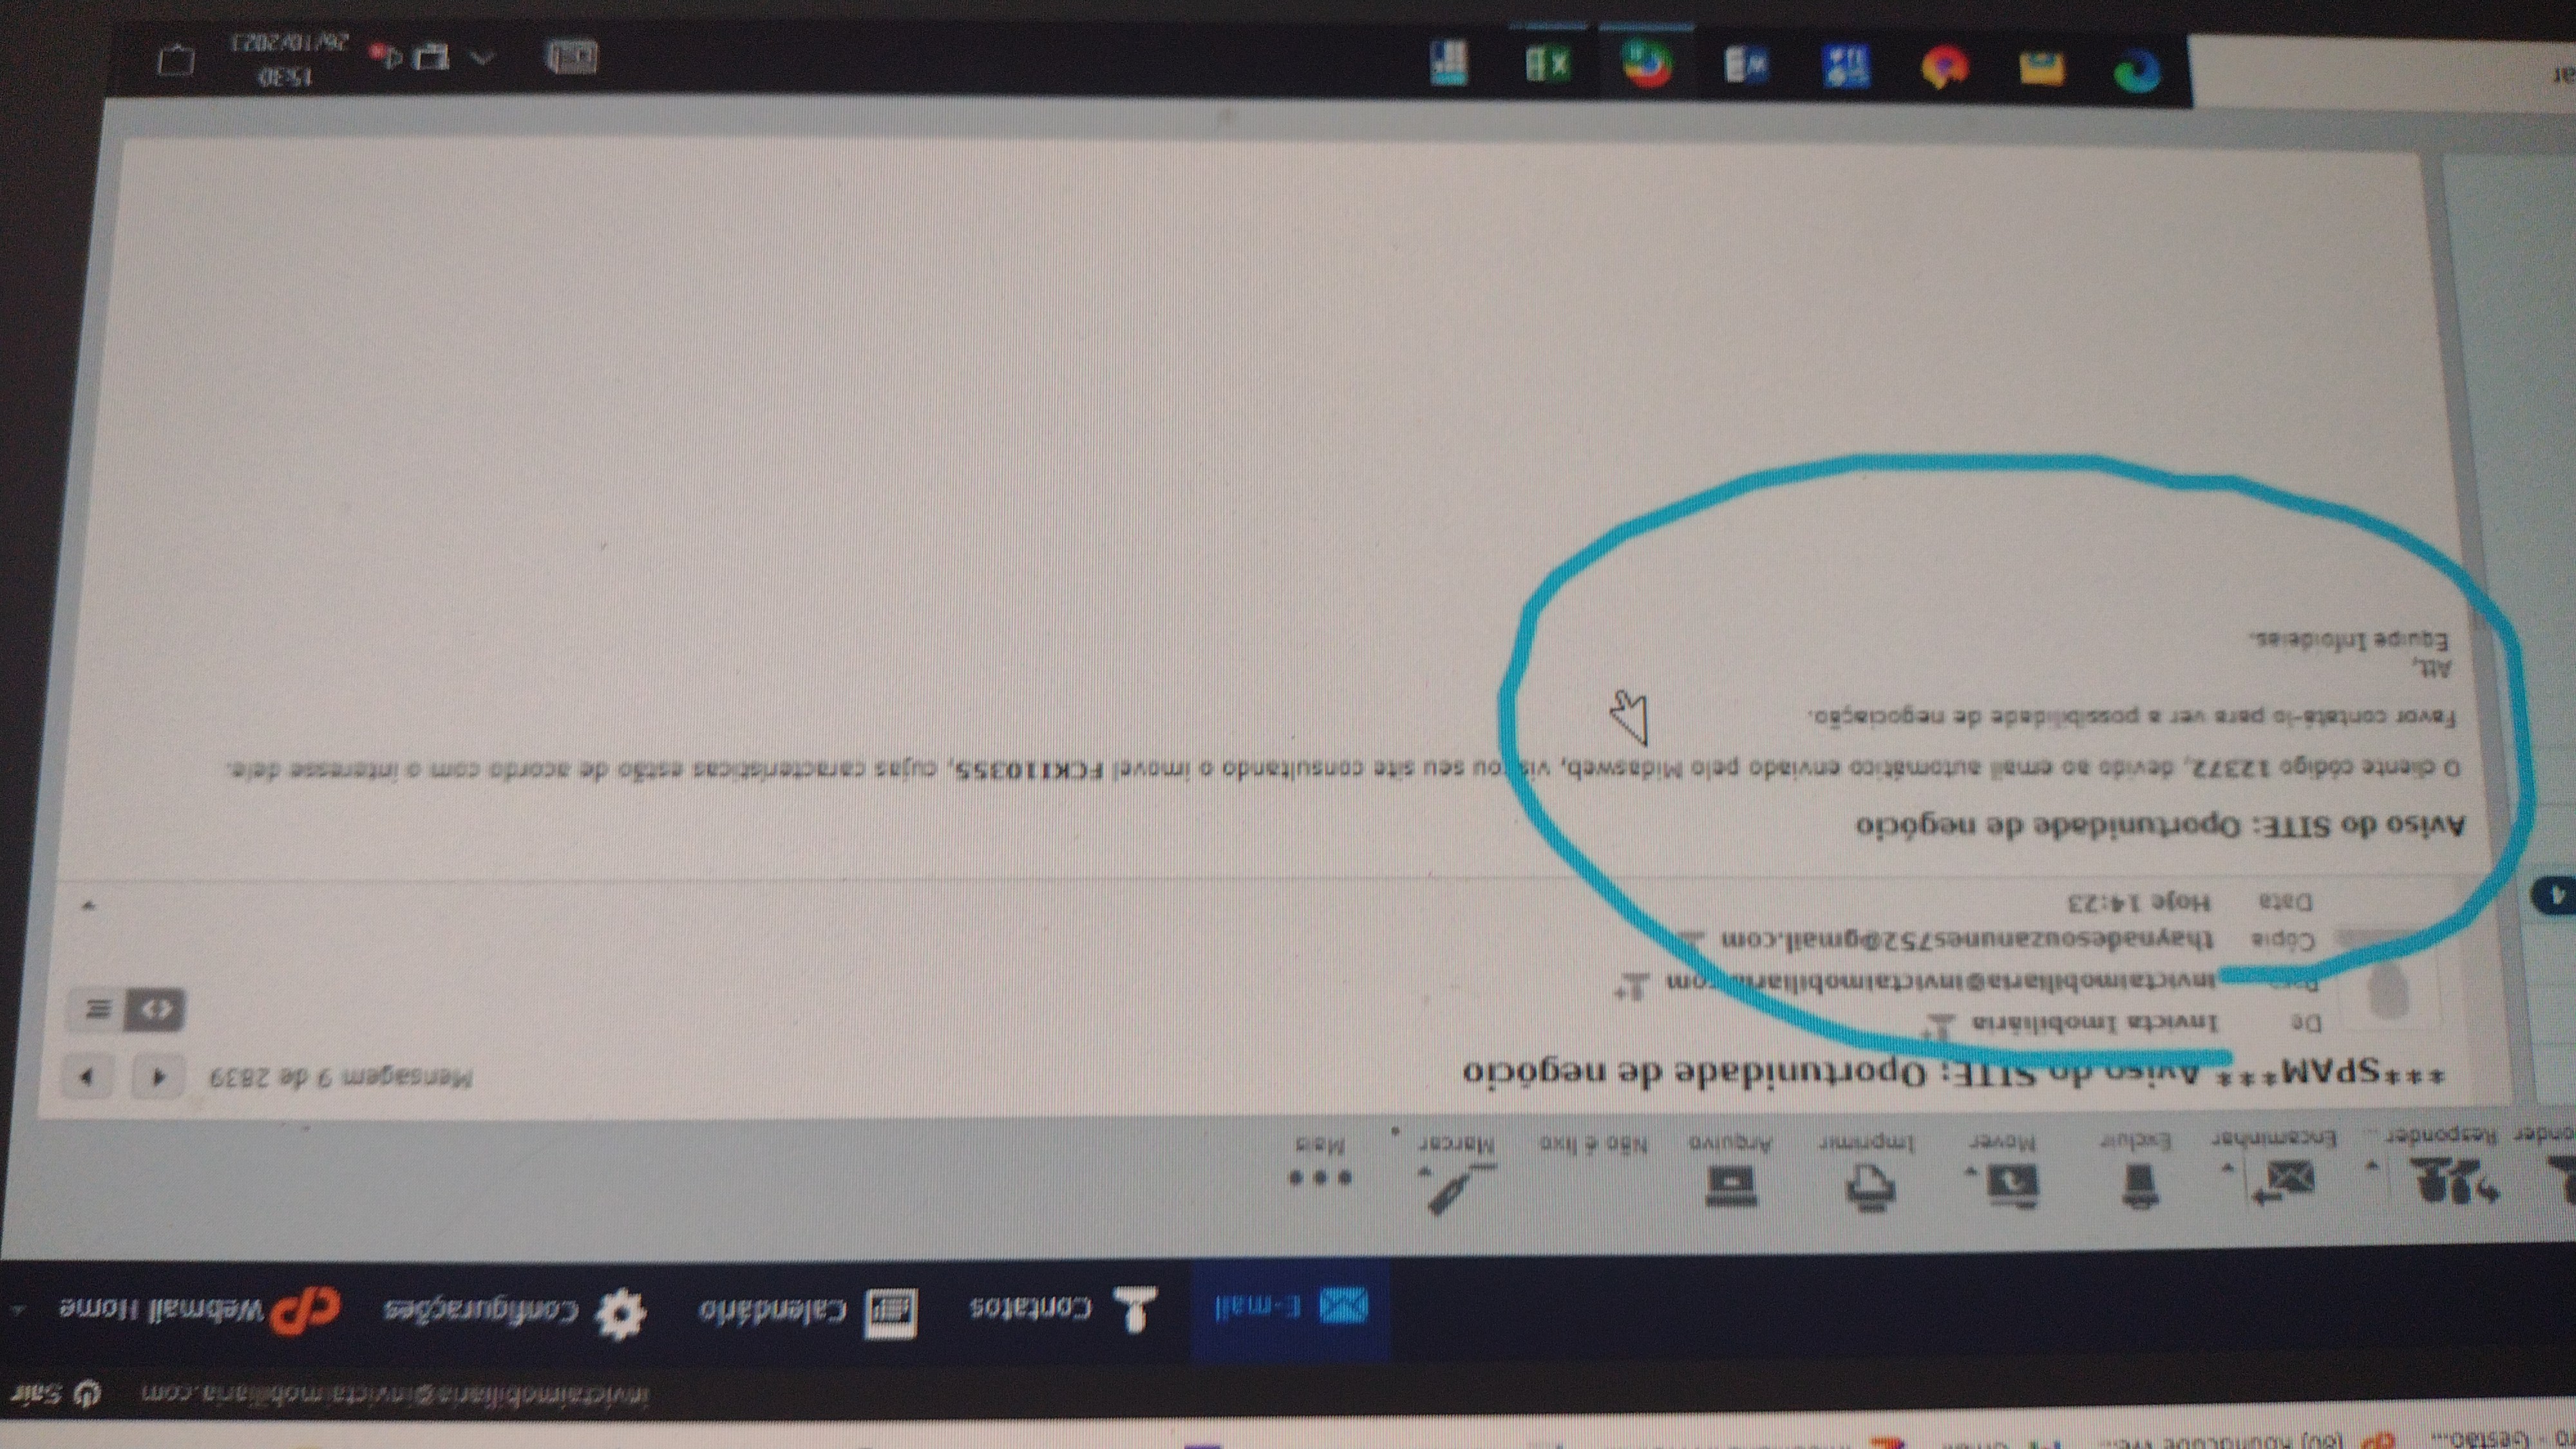 ro - Gestão...
(80) Roundcube We...
Gmail
invictaimobiliaria@invictaimobiliaria.com
Sair
E-mail
Contatos
Calendário
Configurações
cP Webmail Home
onder
Responder ...
Encaminhar
Excluir
Mover
Imprimir
Arquivo
Não é lixo
Marcar
Mais
***SPAM*** Aviso do SITE: Oportunidade de negócio
Mensagem 9 de 2839
De Invicta Imobiliária
Para invictaimobiliaria@invictaimobiliaria.com
Cópia thaynadesouzanunes752@gmail.com
Data Hoje 14:23
4
Aviso do SITE: Oportunidade de negócio
O cliente código 12372, devido ao email automático enviado pelo Midasweb, visitou seu site consultando o imovel FCKI10355, cujas características estão de acordo com o interesse dele.
Favor contatá-lo para ver a possibilidade de negociação.
Att,
Equipe Infoideias.
ar
15:30
26/10/2023